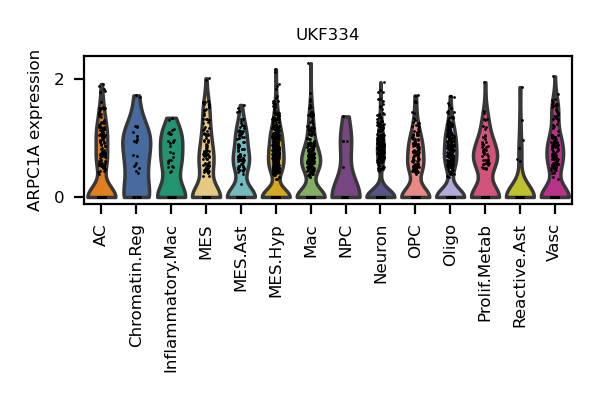 UKF334
ARPC1A expression
2
0
AC
Chromatin.Reg
Inflammatory.Mac
MES
MES.Ast
MES.Hyp
Mac
NPC
Neuron
OPC
Oligo
Prolif.Metab
Reactive.Ast
Vasc